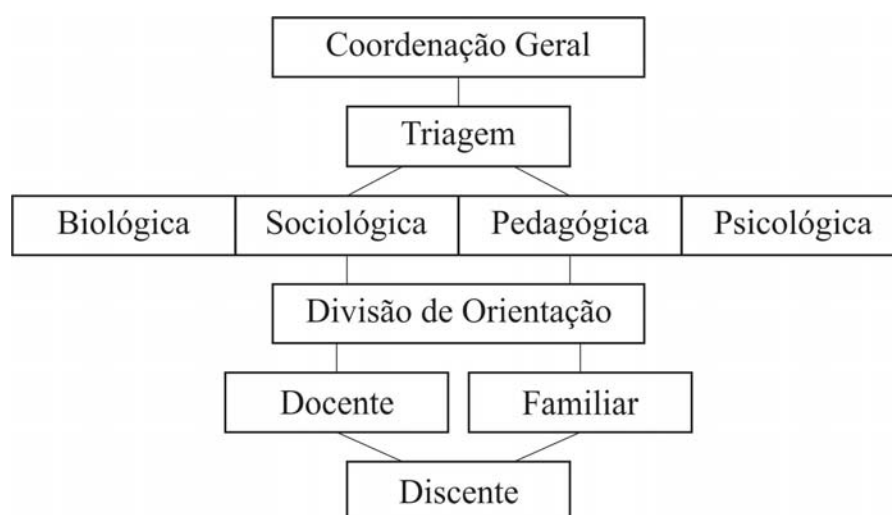 Coordenação Geral
Triagem
Biológica
Sociológica
Pedagógica
Psicológica
Divisão de Orientação
Docente
Familiar
Discente